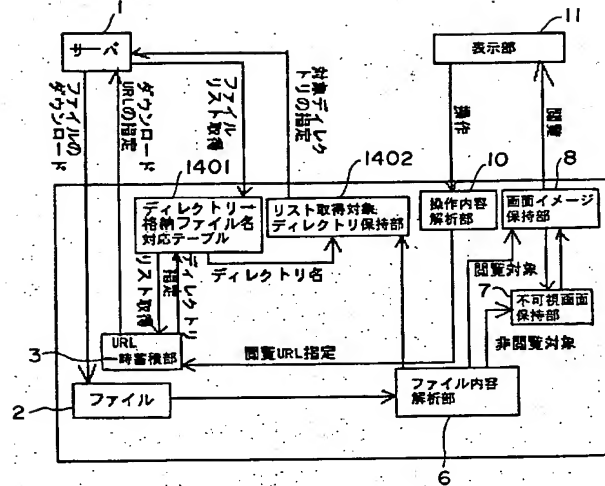 1
サーバ
11
表示部
ファイルの
ダウンロード
ダウンロード
URLの指定
ファイル
リスト取得
対象ディレク
トリの指定
操作
閲覧
1401
1402
10
8
ディレクトリー
格納ファイル名
対応テーブル
リスト取得対象
ディレクトリ保持部
操作内容
解析部
画面イメージ
保持部
リスト取得
ディレクトリ
指定
ディレクトリ名
閲覧対象
7
不可視画面
保持部
3
URL
一時蓄積部
閲覧URL指定
非閲覧対象
2
ファイル
ファイル内容
解析部
6